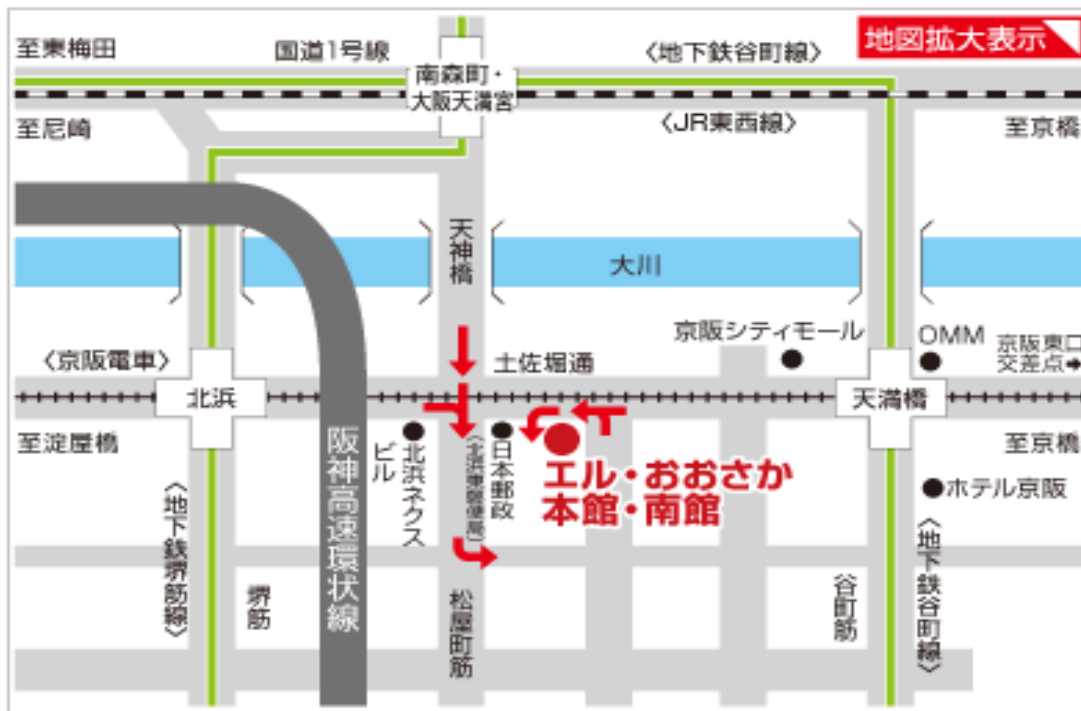 至東梅田
国道1号線
〈地下鉄谷町線〉
地図拡大表示
南森町・
大阪天満宮
至尼崎
〈JR東西線〉
至京橋
天神橋
大川
京阪シティモール
OMM
京阪東口
交差点➔
〈京阪電車〉
土佐堀通
北浜
天満橋
至淀屋橋
至京橋
阪神高速環状線
北浜ネクス
ビル
日本郵政
(北浜東郵便局)
エル・おおさか
本館・南館
ホテル京阪
〈地下鉄堺筋線〉
堺筋
松屋町筋
谷町筋
〈地下鉄谷町線〉